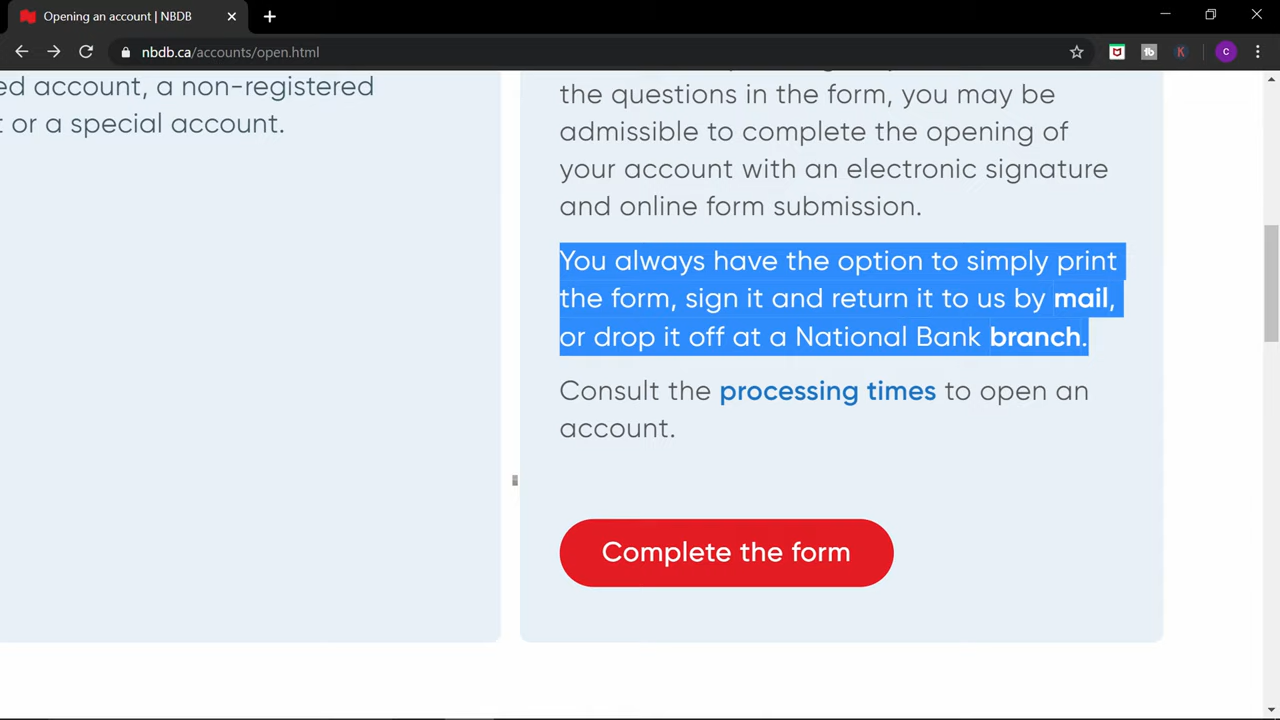 Opening an account | NBDB
nbdb.ca/accounts/open.html
C
K
ed account, a non-registered
t or a special account.
the questions in the form, you may be
admissible to complete the opening of
your account with an electronic signature
and online form submission.
You always have the option to simply print
the form, sign it and return it to us by mail,
or drop it off at a National Bank branch.
Consult the processing times to open an
account.
Complete the form